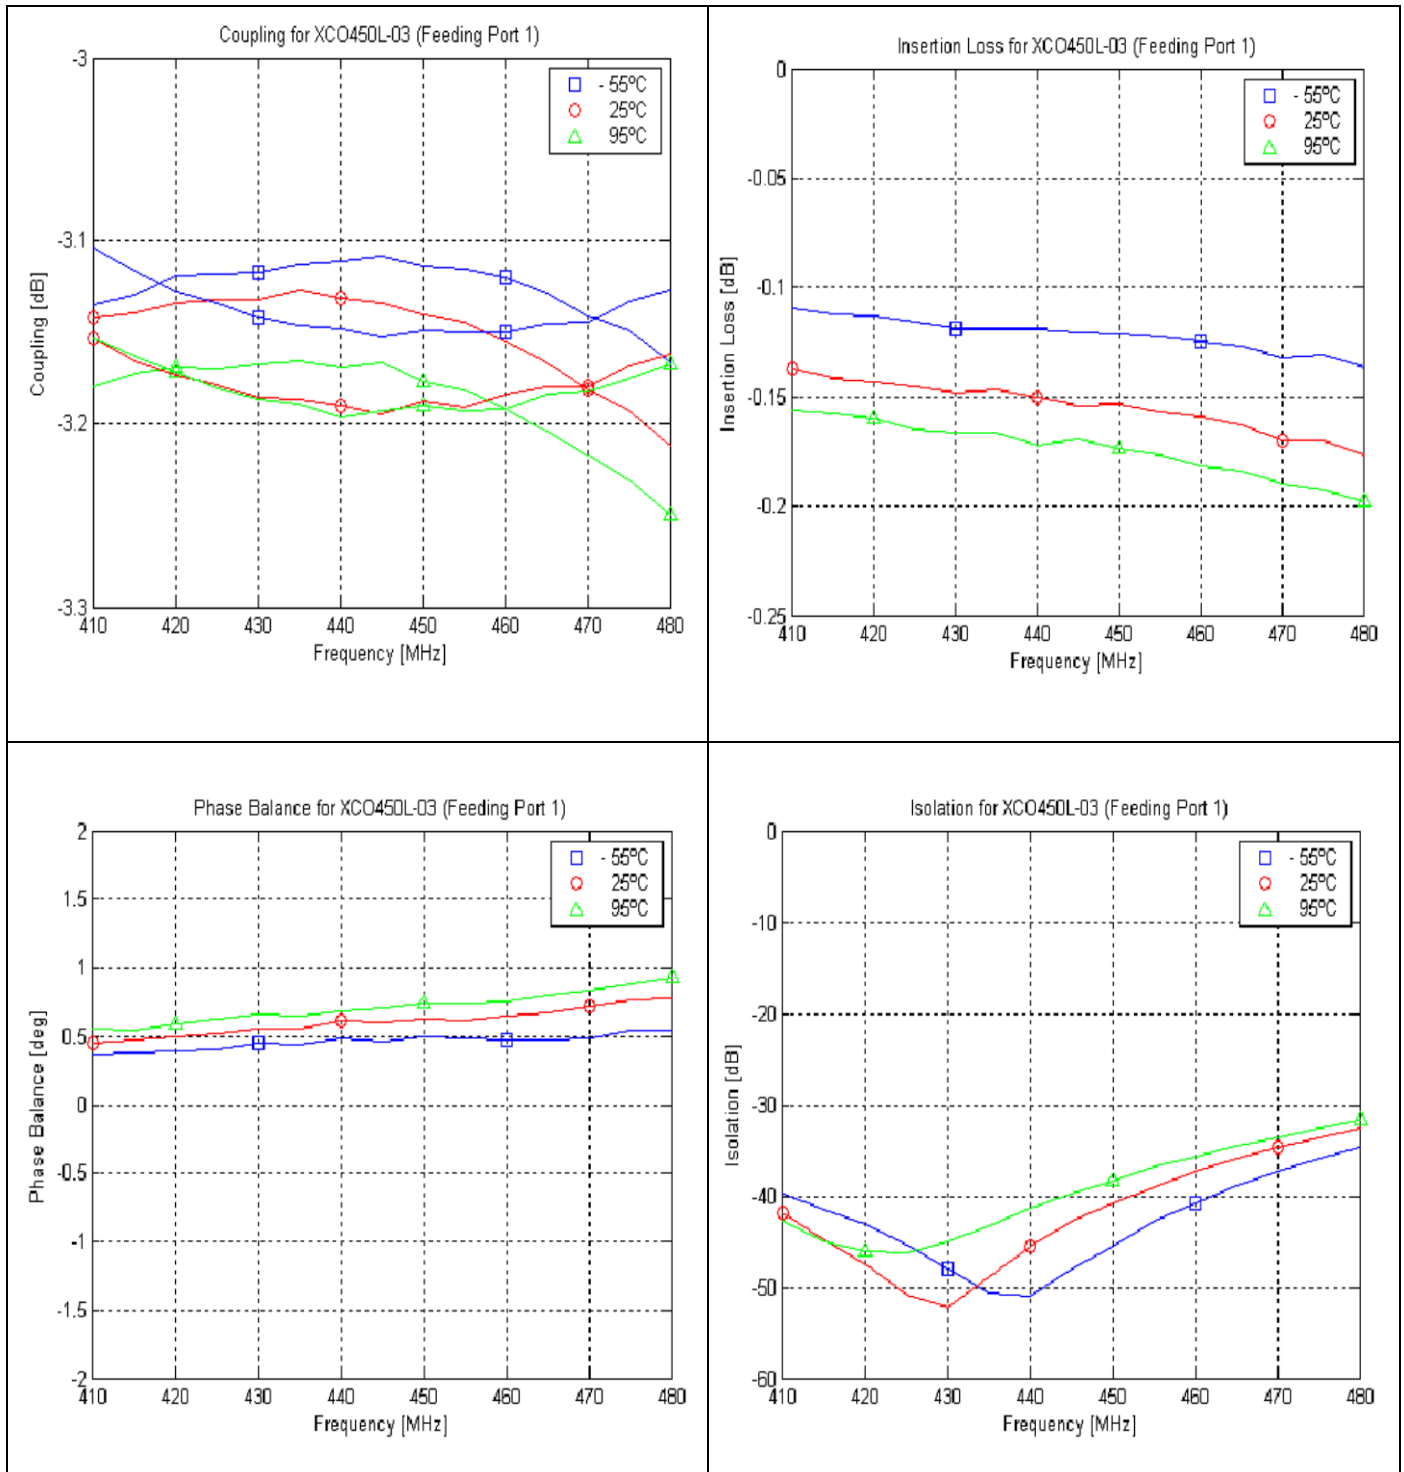 Coupling for XCO450L-03 (Feeding Port 1)
-3
- 55ºC
25ºC
95ºC
-3.1
Coupling [dB]
-3.2
-3.3
410 420 430 440 450 460 470 480
Frequency [MHz]
Insertion Loss for XCO450L-03 (Feeding Port 1)
0
- 55ºC
25ºC
95ºC
-0.05
-0.1
Insertion Loss [dB]
-0.15
-0.2
-0.25
410 420 430 440 450 460 470 480
Frequency [MHz]
Phase Balance for XCO450L-03 (Feeding Port 1)
2
- 55ºC
25ºC
95ºC
1.5
1
0.5
Phase Balance [deg]
0
-0.5
-1
-1.5
-2
410 420 430 440 450 460 470 480
Frequency [MHz]
Isolation for XCO450L-03 (Feeding Port 1)
0
- 55ºC
25ºC
95ºC
-10
-20
Isolation [dB]
-30
-40
-50
-60
410 420 430 440 450 460 470 480
Frequency [MHz]